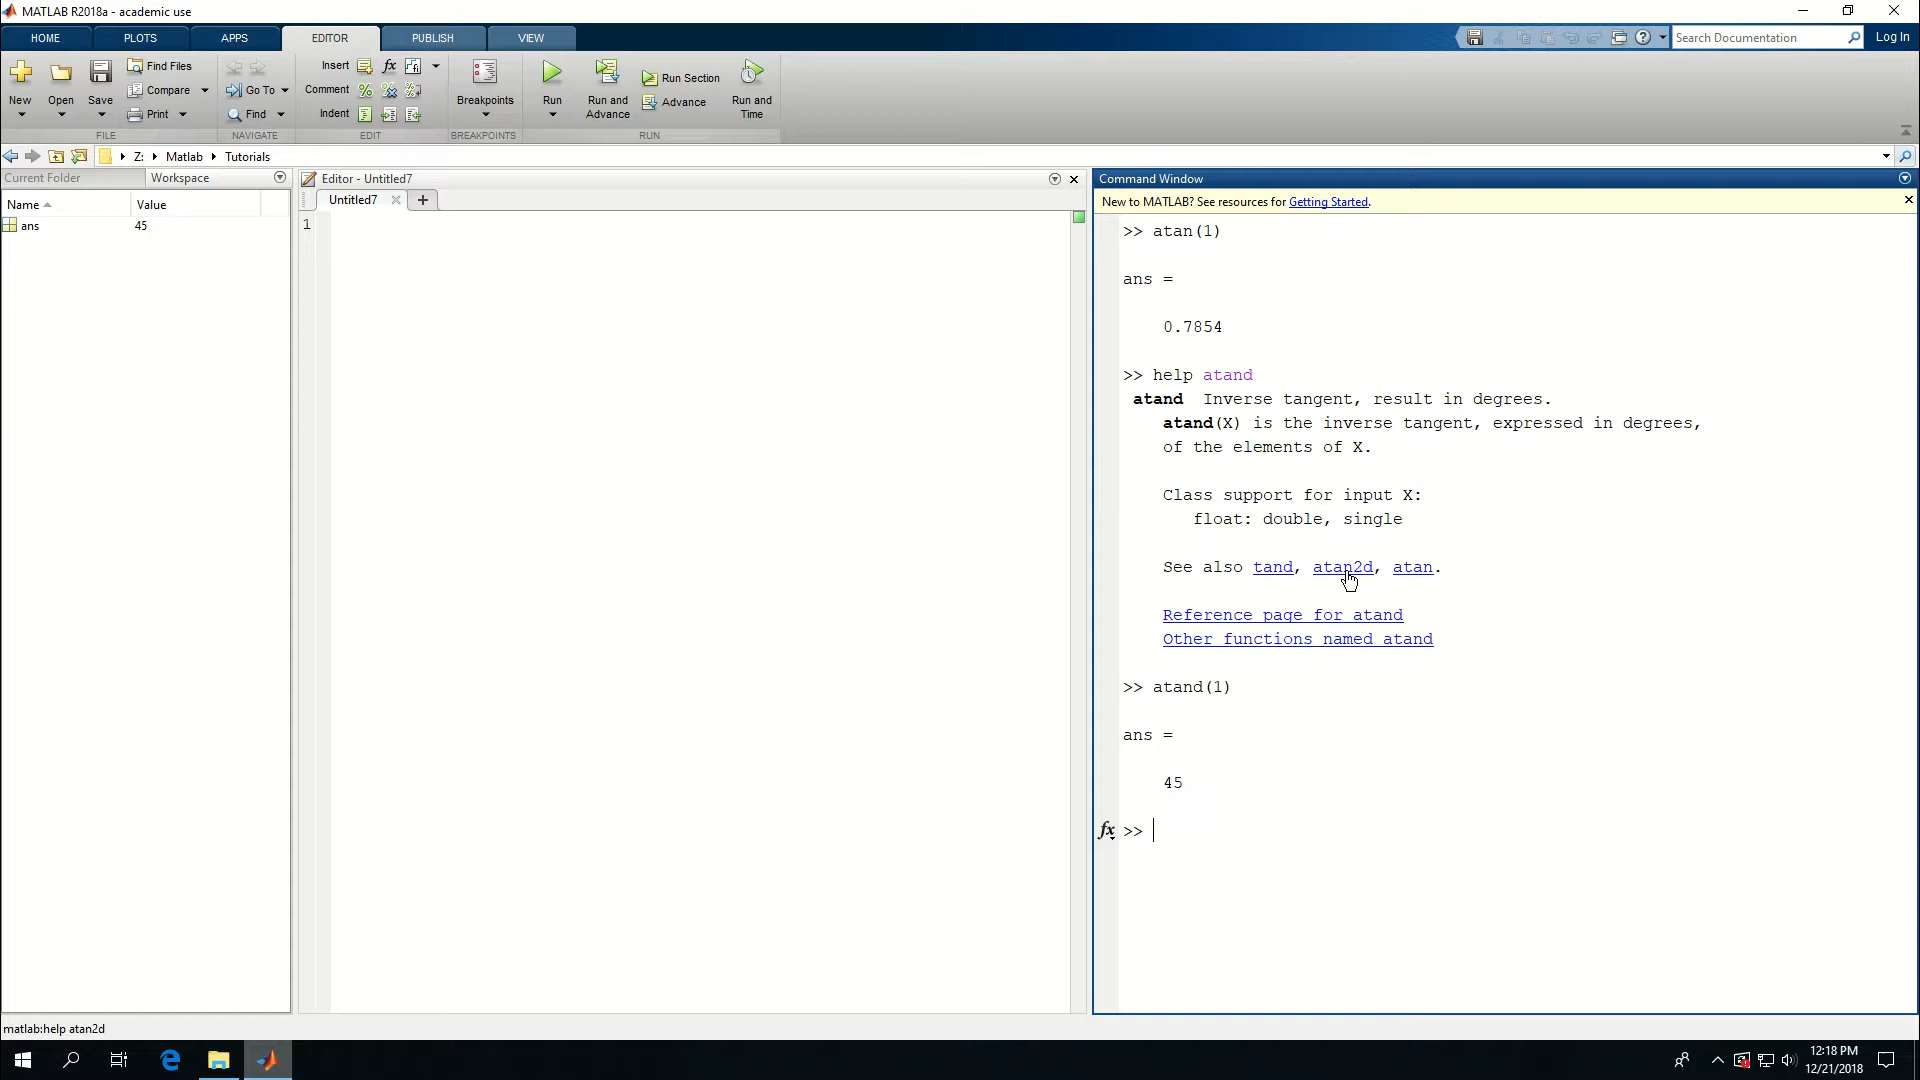 MATLAB R2018a - academic use
HOME PLOTS APPS EDITOR PUBLISH VIEW
Search Documentation
Log In
New
Open
Save
Find Files
Compare
Print
FILE
Go To
Find
NAVIGATE
Insert fx
Comment
Indent
EDIT
Breakpoints
BREAKPOINTS
Run
Run and
Advance
Run Section
Advance
Run and
Time
RUN
Z: Matlab Tutorials
Current Folder
Workspace
Name Value
ans 45
Editor - Untitled7
Untitled7
1
Command Window
New to MATLAB? See resources for Getting Started.
>> atan(1)
ans =
0.7854
>> help atand
atand Inverse tangent, result in degrees.
atand(X) is the inverse tangent, expressed in degrees,
of the elements of X.
Class support for input X:
float: double, single
See also tand, atan2d, atan.
Reference page for atand
Other functions named atand
>> atand(1)
ans =
45
fx >>
matlab:help atan2d
12:18 PM
12/21/2018